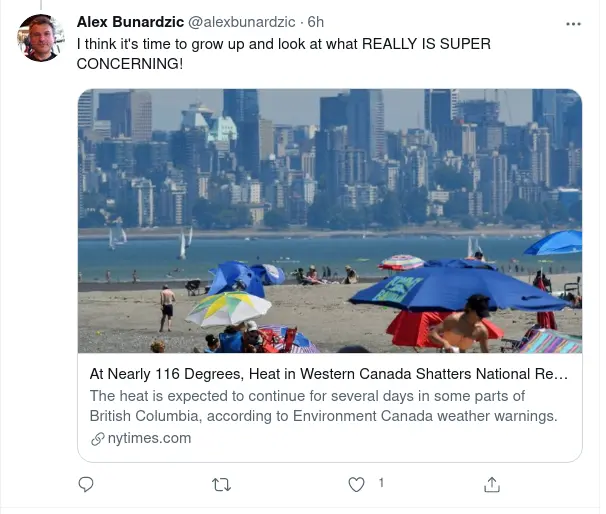 Alex Bunardzic @alexbunardzic · 6h
I think it's time to grow up and look at what REALLY IS SUPER
CONCERNING!
At Nearly 116 Degrees, Heat in Western Canada Shatters National Re…
The heat is expected to continue for several days in some parts of
British Columbia, according to Environment Canada weather warnings.
nytimes.com
1